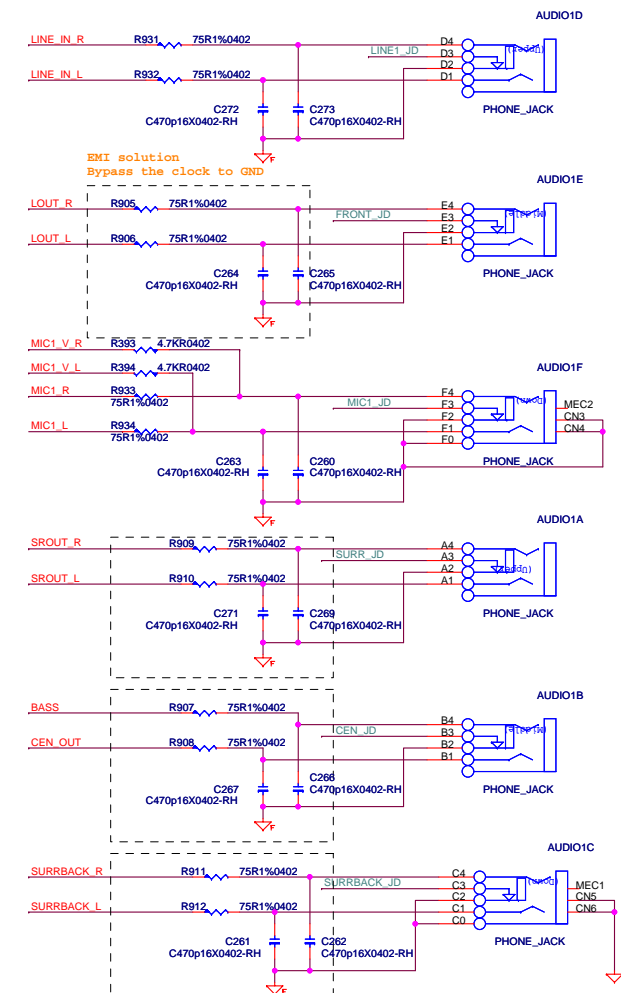 AUDIO1D
LINE_IN_R R931 75R1%0402 D4
LINE1_JD D3
D2
LINE_IN_L R932 75R1%0402 D1
(Upper)
C272 C273
C470p16X0402-RH C470p16X0402-RH
PHONE_JACK
F
EMI solution
Bypass the clock to GND
AUDIO1E
LOUT_R R905 75R1%0402 E4
FRONT_JD E3
E2
LOUT_L R906 75R1%0402 E1
(Middle)
C264 C265
C470p16X0402-RH C470p16X0402-RH
PHONE_JACK
F
MIC1_V_R R393 4.7KR0402
MIC1_V_L R394 4.7KR0402
AUDIO1F
MIC1_R R933 75R1%0402 F4
MIC1_JD F3
F2
MIC1_L R934 75R1%0402 F1
F0
(Down)
MEC2
CN3
CN4
C263 C260
C470p16X0402-RH C470p16X0402-RH
PHONE_JACK
F
AUDIO1A
SROUT_R R909 75R1%0402 A4
SURR_JD A3
A2
SROUT_L R910 75R1%0402 A1
(Upper)
C271 C269
C470p16X0402-RH C470p16X0402-RH
PHONE_JACK
F
AUDIO1B
BASS R907 75R1%0402 B4
CEN_JD B3
B2
CEN_OUT R908 75R1%0402 B1
(Middle)
C267 C266
C470p16X0402-RH C470p16X0402-RH
PHONE_JACK
F
AUDIO1C
SURRBACK_R R911 75R1%0402 C4
SURRBACK_JD C3
C2
SURRBACK_L R912 75R1%0402 C1
C0
(Down)
MEC1
CN5
CN6
C261 C262
C470p16X0402-RH C470p16X0402-RH
PHONE_JACK
F